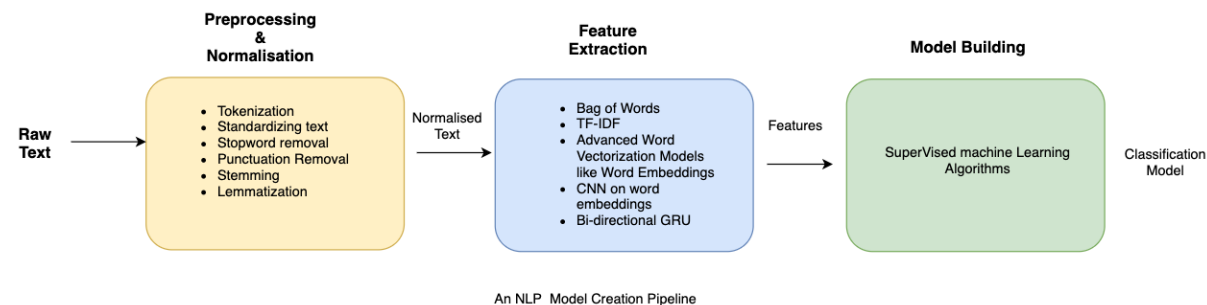 Preprocessing
&
Normalisation
Feature
Extraction
Model Building
Raw
Text
• Tokenization
• Standardizing text
• Stopword removal
• Punctuation Removal
• Stemming
• Lemmatization
Normalised
Text
• Bag of Words
• TF-IDF
• Advanced Word
Vectorization Models
like Word Embeddings
• CNN on word
embeddings
• Bi-directional GRU
Features
SuperVised machine Learning
Algorithms
Classification
Model
An NLP Model Creation Pipeline